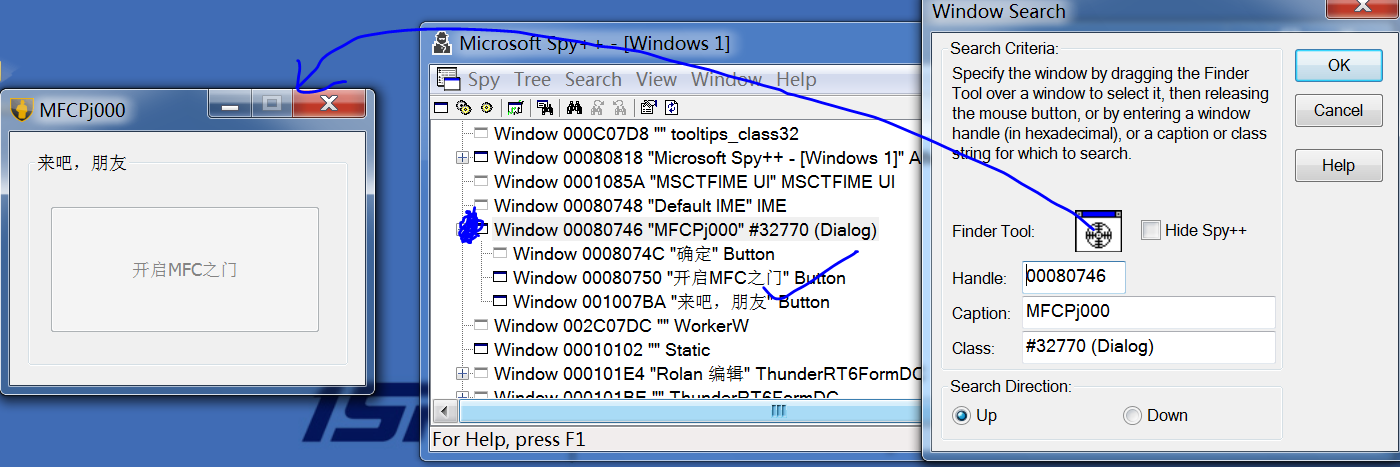 MFCPj000
来吧，朋友
开启MFC之门
Microsoft Spy++ - [Windows 1]
Spy Tree Search View Window Help
Window 000C07D8 "" tooltips_class32
Window 00080818 "Microsoft Spy++ - [Windows 1]" A
Window 0001085A "MSCTFIME UI" MSCTFIME UI
Window 00080748 "Default IME" IME
Window 00080746 "MFCPj000" #32770 (Dialog)
Window 0008074C "确定" Button
Window 00080750 "开启MFC之门" Button
Window 001007BA "来吧，朋友" Button
Window 002C07DC "" WorkerW
Window 00010102 "" Static
Window 000101E4 "Rolan 编辑" ThunderRT6FormDC
Window 000101BE "" ThunderRT6FormDC
For Help, press F1
Window Search
Search Criteria:
Specify the window by dragging the Finder
Tool over a window to select it, then releasing
the mouse button, or by entering a window
handle (in hexadecimal), or a caption or class
string for which to search.
Finder Tool:
Hide Spy++
Handle: 00080746
Caption: MFCPj000
Class: #32770 (Dialog)
Search Direction:
Up
Down
OK
Cancel
Help